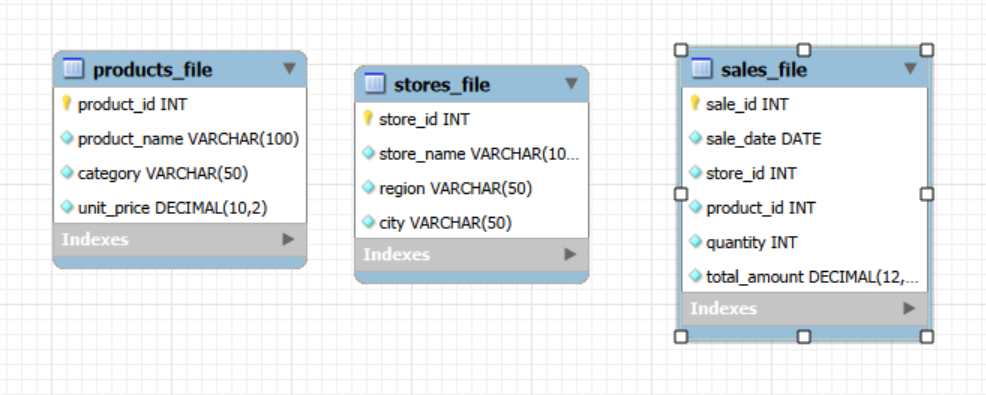 products_file
product_id INT
product_name VARCHAR(100)
category VARCHAR(50)
unit_price DECIMAL(10,2)
Indexes
stores_file
store_id INT
store_name VARCHAR(10...
region VARCHAR(50)
city VARCHAR(50)
Indexes
sales_file
sale_id INT
sale_date DATE
store_id INT
product_id INT
quantity INT
total_amount DECIMAL(12,...
Indexes